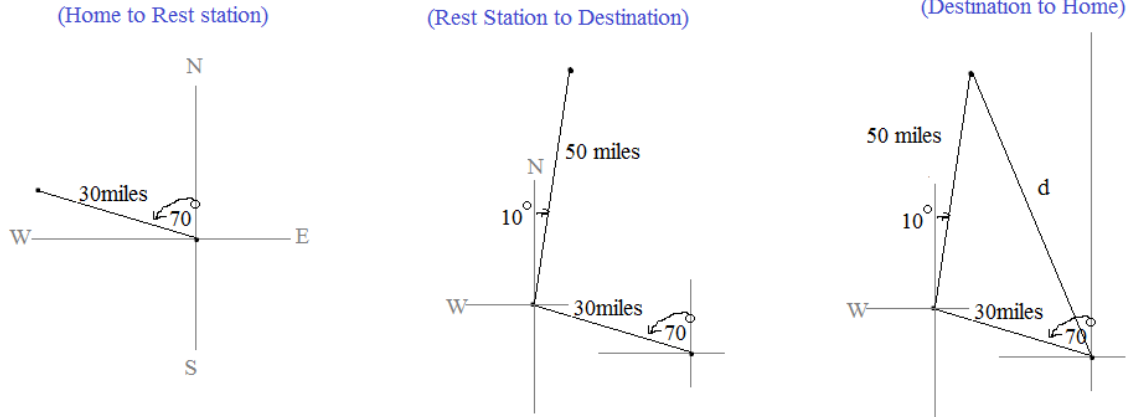 (Home to Rest station)
N
30miles
70
W
E
S
(Rest Station to Destination)
50 miles
N
10°
W
30miles
70
(Destination to Home)
50 miles
d
10°
W
30miles
70